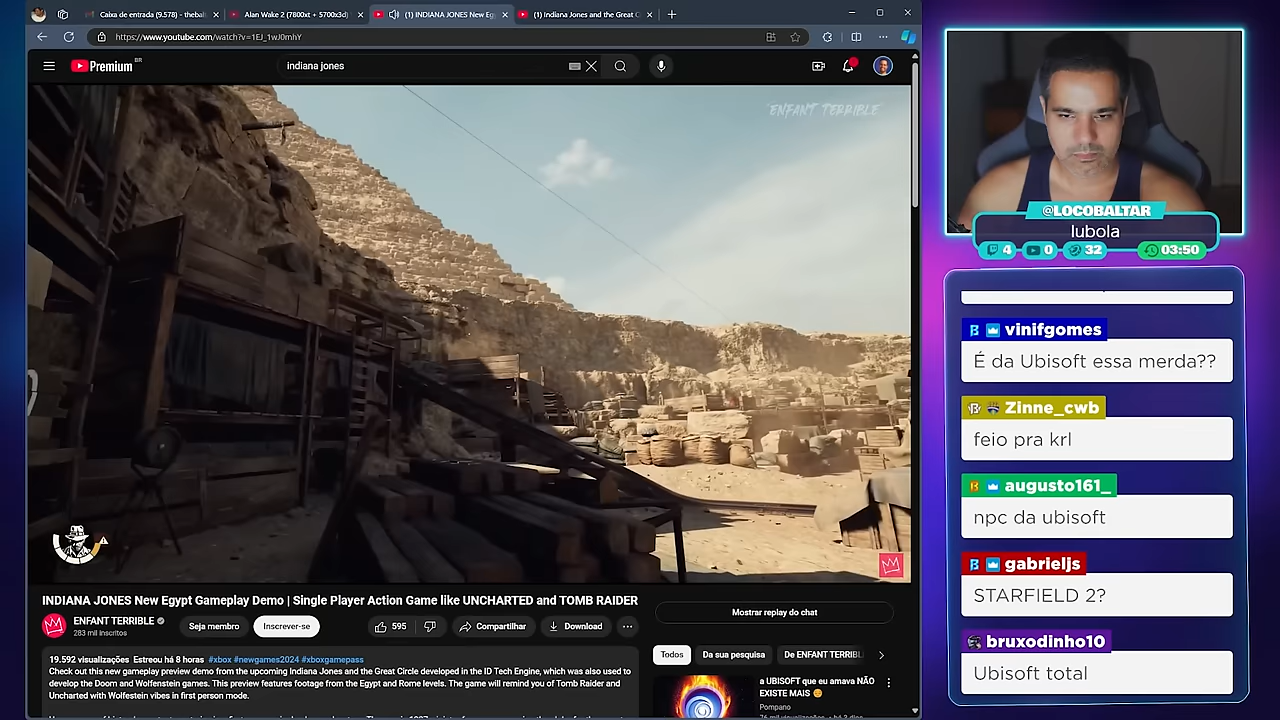 Caixa de entrada (9.578) - thebal
Alan Wake 2 (7800xt + 5700x3d)
(1) INDIANA JONES New Eg
(1) Indiana Jones and the Great C
https://www.youtube.com/watch?v=1EJ_1wJ0mhY
Premium BR
indiana jones
"ENFANT TERRIBLE"
INDIANA JONES New Egypt Gameplay Demo | Single Player Action Game like UNCHARTED and TOMB RAIDER
ENFANT TERRIBLE
283 mil inscritos
Seja membro
Inscrever-se
595
Compartilhar
Download
19.592 visualizações Estreou há 8 horas #xbox #newgames2024 #xboxgamepass
Check out this new gameplay preview demo from the upcoming Indiana Jones and the Great Circle developed in the ID Tech Engine, which was also used to
develop the Doom and Wolfenstein games. This preview features footage from the Egypt and Rome levels. The game will remind you of Tomb Raider and
Uncharted with Wolfestein vibes in first person mode.
Mostrar replay do chat
Todos
Da sua pesquisa
De ENFANT TERRIBL
a UBISOFT que eu amava NÃO
EXISTE MAIS
Pompano
@LOCOBALTAR
lubola
4
0
32
03:50
vinifgomes
É da Ubisoft essa merda??
Zinne_cwb
feio pra krl
augusto161_
npc da ubisoft
gabrieljs
STARFIELD 2?
bruxodinho10
Ubisoft total